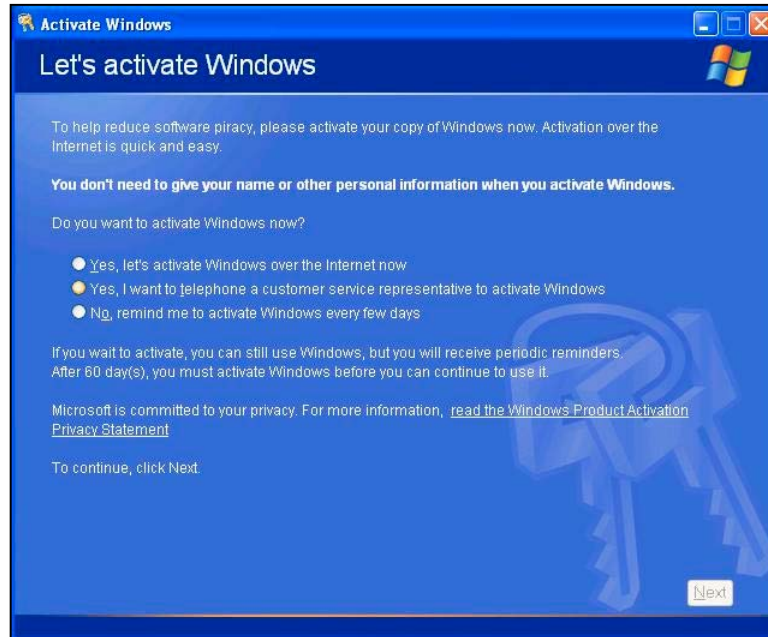 Activate Windows
Let's activate Windows
To help reduce software piracy, please activate your copy of Windows now. Activation over the
Internet is quick and easy.
You don't need to give your name or other personal information when you activate Windows.
Do you want to activate Windows now?
Yes, let's activate Windows over the Internet now
Yes, I want to telephone a customer service representative to activate Windows
No, remind me to activate Windows every few days
If you wait to activate, you can still use Windows, but you will receive periodic reminders.
After 60 day(s), you must activate Windows before you can continue to use it.
Microsoft is committed to your privacy. For more information, read the Windows Product Activation
Privacy Statement
To continue, click Next.
Next